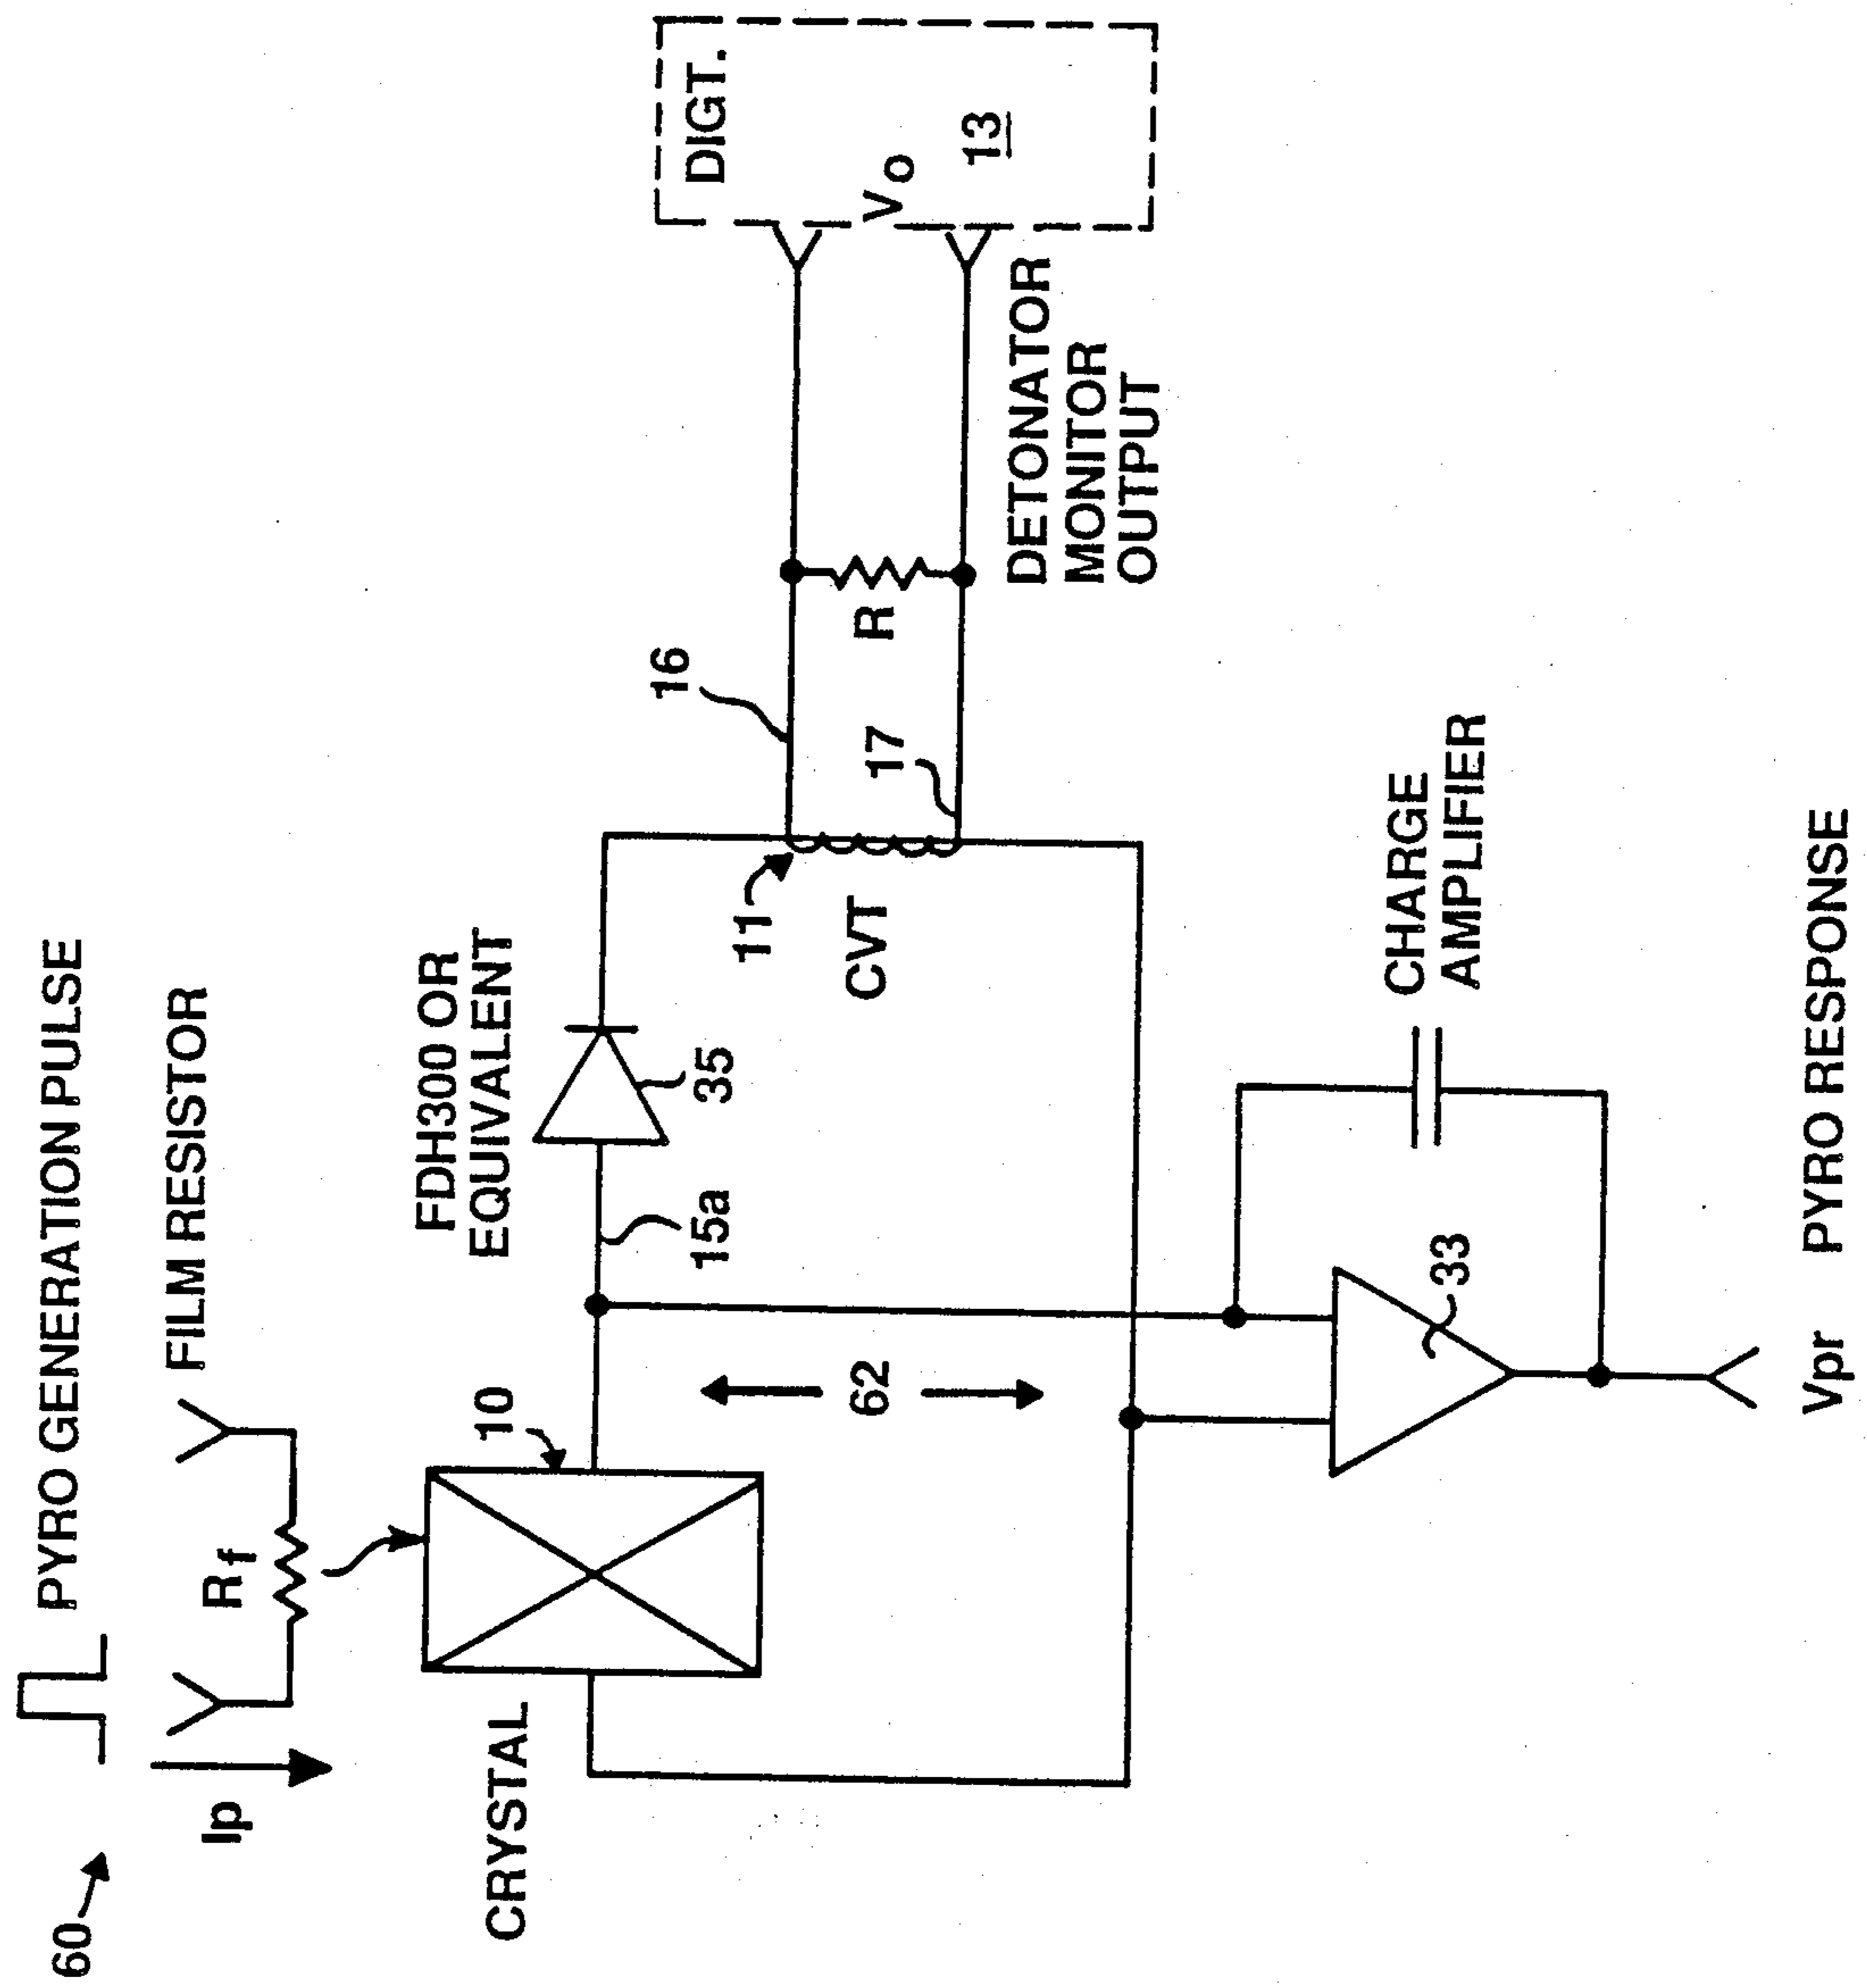 60
PYRO GENERATION PULSE
Ip
Rf
FILM RESISTOR
CRYSTAL
10
FDH300 OR
EQUIVALENT
15a
35
62
11
CVT
16
17
R
DIGT.
Vo
13
DETONATOR
MONITOR
OUTPUT
33
CHARGE
AMPLIFIER
Vpr PYRO RESPONSE